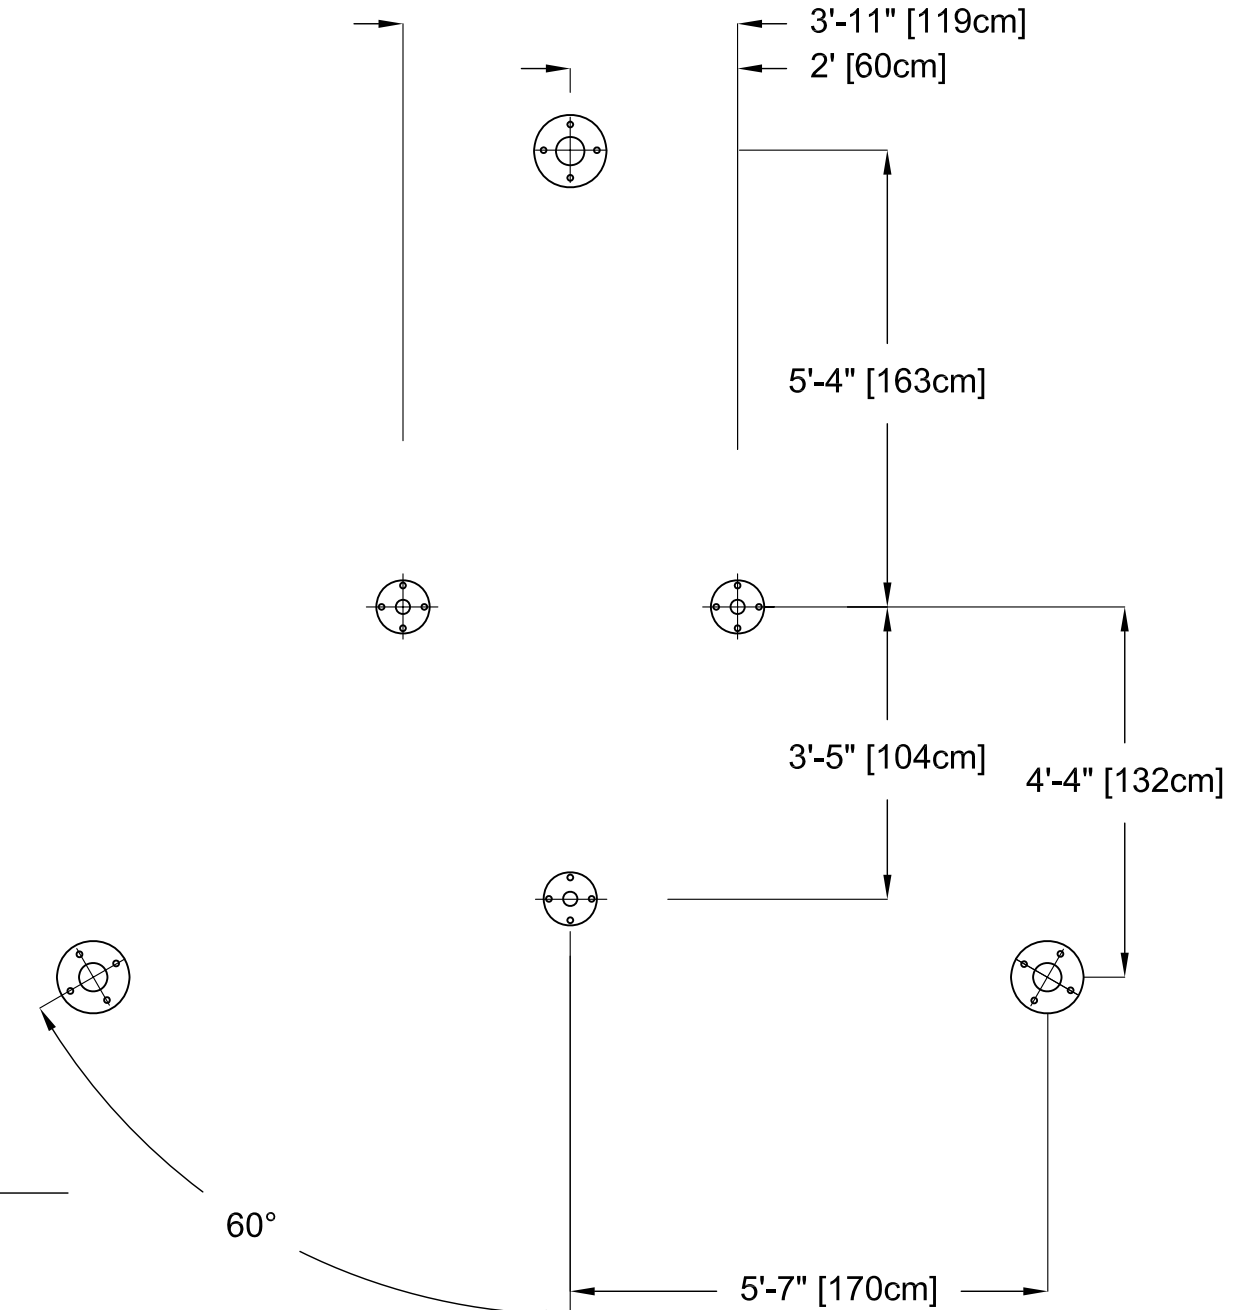 3'-11" [119cm]
2' [60cm]
5'-4" [163cm]
3'-5" [104cm]
4'-4" [132cm]
60°
5'-7" [170cm]